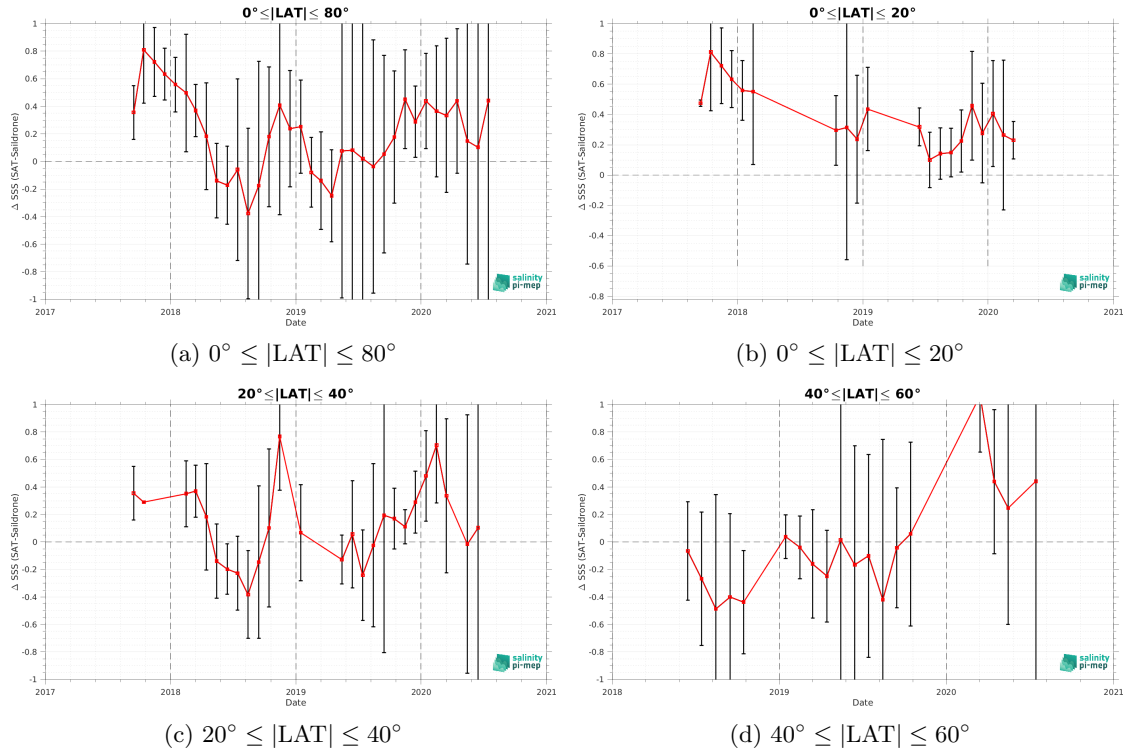 0°≤|LAT|≤ 80°
1
0.8
0.6
0.4
0.2
0
-0.2
-0.4
-0.6
-0.8
-1
Δ SSS (SAT-Saildrone)
2017
2018
2019
2020
2021
Date
salinity
pi-mep
(a) 0° ≤ |LAT| ≤ 80°
0°≤|LAT|≤ 20°
1
0.8
0.6
0.4
0.2
0
-0.2
-0.4
-0.6
-0.8
Δ SSS (SAT-Saildrone)
2017
2018
2019
2020
2021
Date
salinity
pi-mep
(b) 0° ≤ |LAT| ≤ 20°
20°≤|LAT|≤ 40°
1
0.8
0.6
0.4
0.2
0
-0.2
-0.4
-0.6
-0.8
-1
Δ SSS (SAT-Saildrone)
2017
2018
2019
2020
2021
Date
salinity
pi-mep
(c) 20° ≤ |LAT| ≤ 40°
40°≤|LAT|≤ 60°
1
0.8
0.6
0.4
0.2
0
-0.2
-0.4
-0.6
-0.8
-1
Δ SSS (SAT-Saildrone)
2018
2019
2020
2021
Date
salinity
pi-mep
(d) 40° ≤ |LAT| ≤ 60°